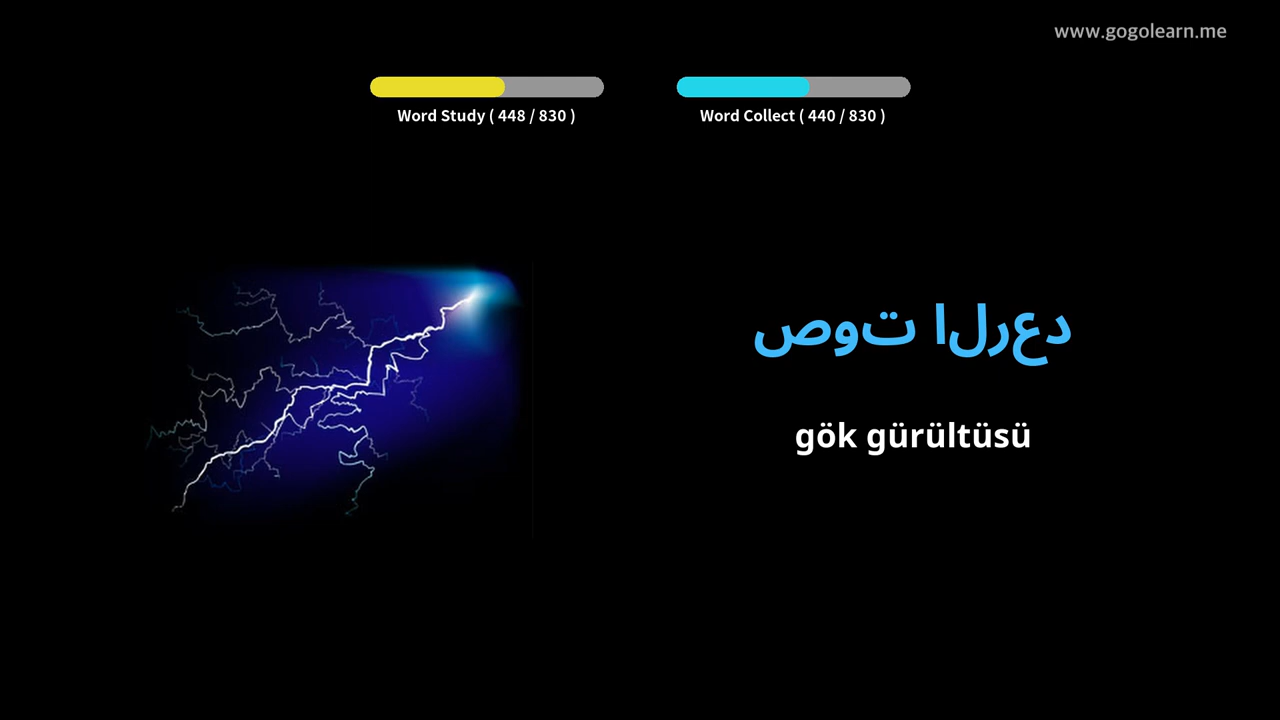 www.gogolearn.me
Word Study ( 448 / 830 )
Word Collect ( 440 / 830 )
صوت الرعد
gök gürültüsü